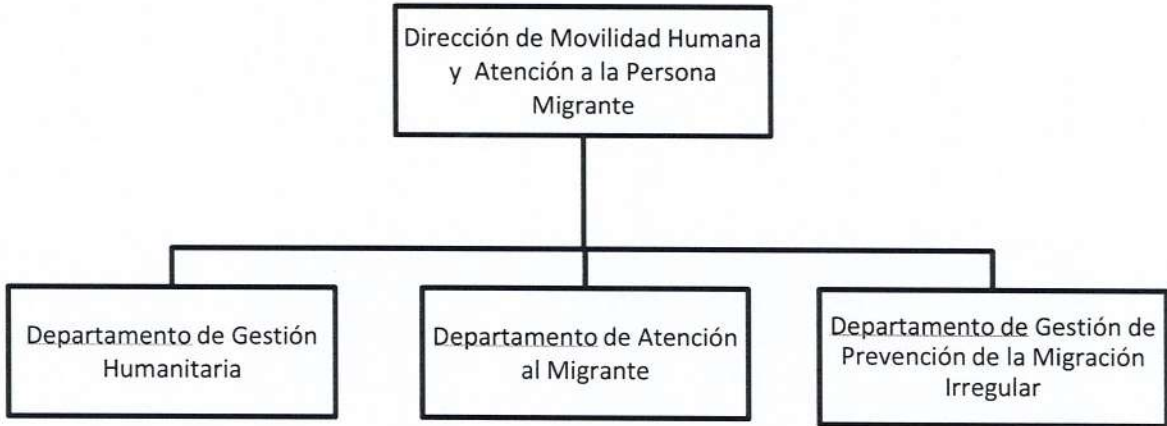 Dirección de Movilidad Humana
y Atención a la Persona
Migrante
Departamento de Gestión
Humanitaria
Departamento de Atención
al Migrante
Departamento de Gestión de
Prevención de la Migración
Irregular